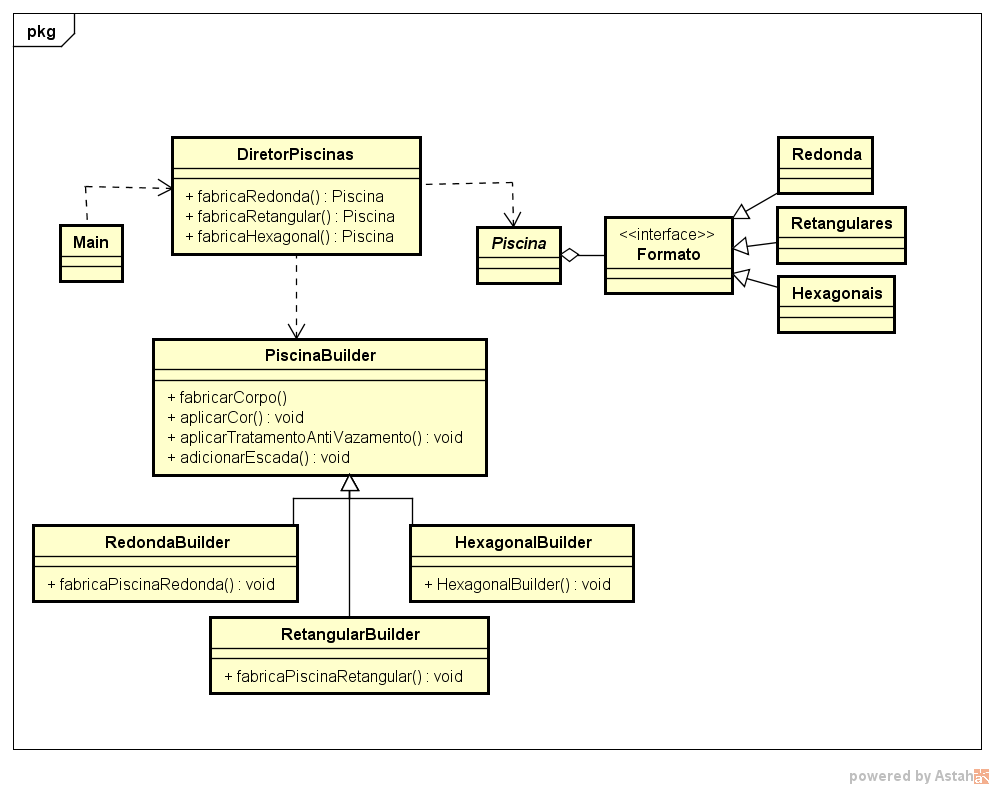 pkg
DiretorPiscinas
+ fabricaRedonda() : Piscina
+ fabricaRetangular() : Piscina
+ fabricaHexagonal() : Piscina
Main
Piscina
<<interface>>
Formato
Redonda
Retangulares
Hexagonais
PiscinaBuilder
+ fabricarCorpo()
+ aplicarCor() : void
+ aplicarTratamentoAntiVazamento() : void
+ adicionarEscada() : void
RedondaBuilder
+ fabricaPiscinaRedonda() : void
HexagonalBuilder
+ HexagonalBuilder() : void
RetangularBuilder
+ fabricaPiscinaRetangular() : void
powered by Astah